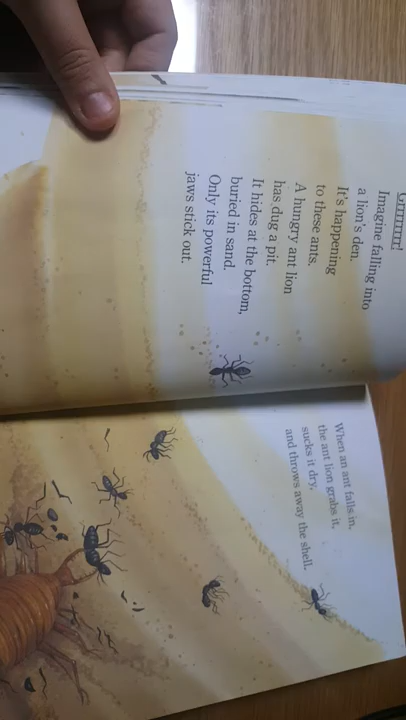 Grrrrrrr!
Imagine falling into
a lion's den.
It's happening
to these ants.
A hungry ant lion
has dug a pit.
It hides at the bottom,
buried in sand.
Only its powerful
jaws stick out.
When an ant falls in,
the ant lion grabs it,
sucks it dry,
and throws away the shell.